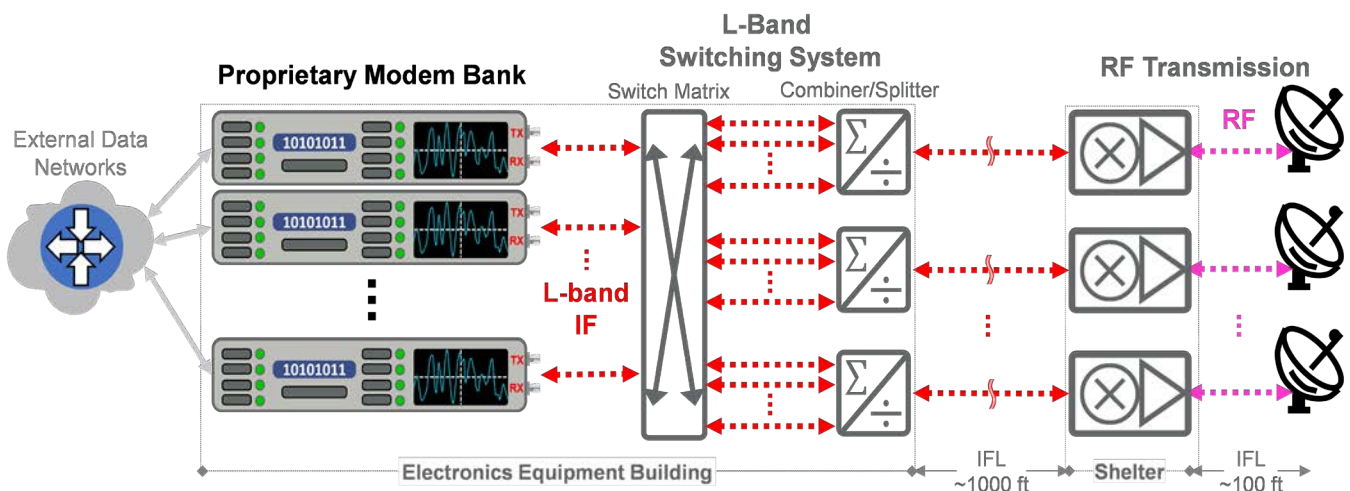 L-Band
Switching System
Proprietary Modem Bank
RF Transmission
Switch Matrix
Combiner/Splitter
External Data
Networks
10101011
TX
RX
RF
10101011
TX
RX
L-band
IF
10101011
TX
RX
Σ
÷
Σ
÷
Σ
÷
Electronics Equipment Building
IFL
~1000 ft
Shelter
IFL
~100 ft